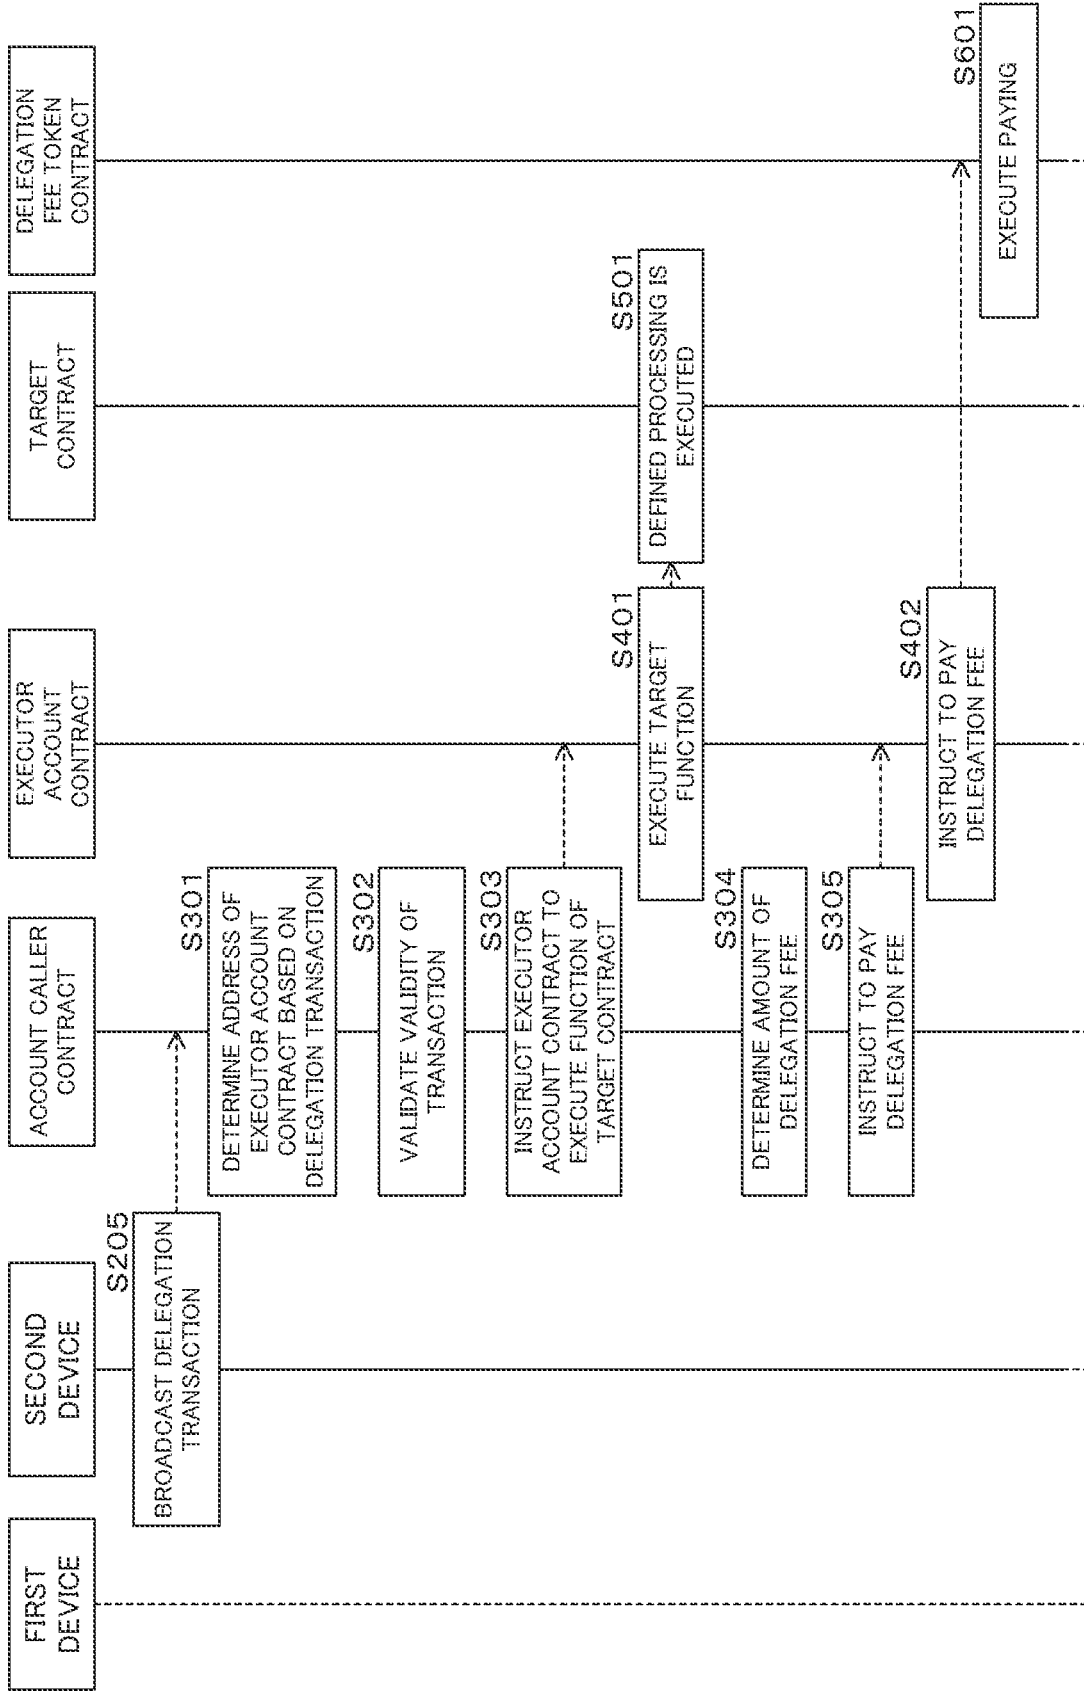 FIRST
DEVICE
SECOND
DEVICE
ACCOUNT CALLER
CONTRACT
EXECUTOR
ACCOUNT
CONTRACT
TARGET
CONTRACT
DELEGATION
FEE TOKEN
CONTRACT
S205
BROADCAST DELEGATION
TRANSACTION
S301
DETERMINE ADDRESS OF
EXECUTOR ACCOUNT
CONTRACT BASED ON
DELEGATION TRANSACTION
S302
VALIDATE VALIDITY OF
TRANSACTION
S303
INSTRUCT EXECUTOR
ACCOUNT CONTRACT TO
EXECUTE FUNCTION OF
TARGET CONTRACT
S401
EXECUTE TARGET
FUNCTION
S501
DEFINED PROCESSING IS
EXECUTED
S304
DETERMINE AMOUNT OF
DELEGATION FEE
S305
INSTRUCT TO PAY
DELEGATION FEE
S402
INSTRUCT TO PAY
DELEGATION FEE
S601
EXECUTE PAYING